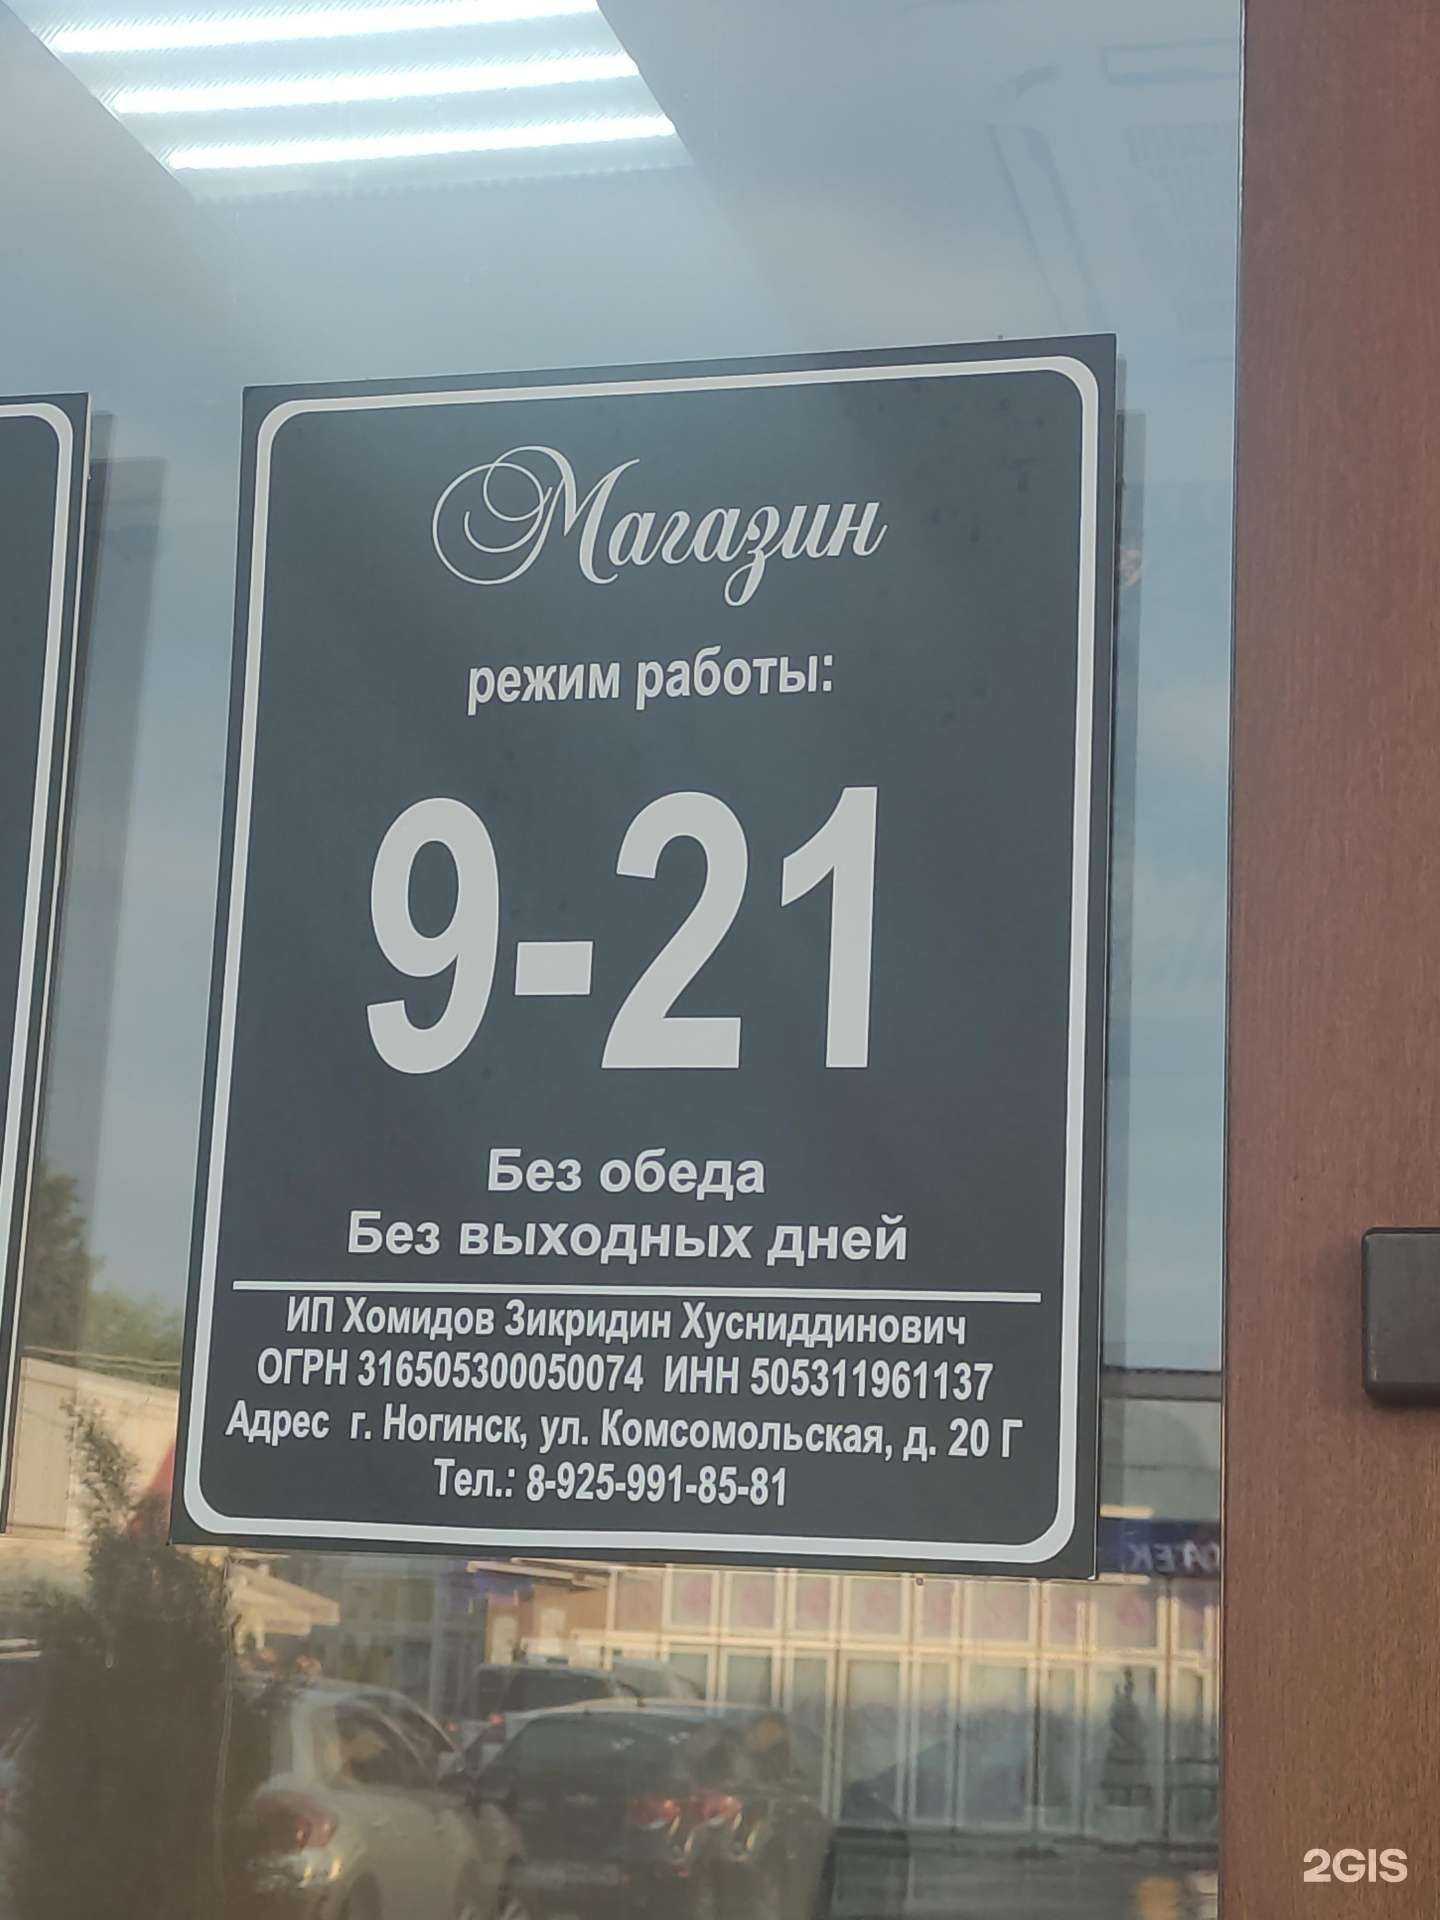 Магазин
режим работы:
9-21
Без обеда
Без выходных дней
ИП Хомидов Зикридин Хусниддинович
ОГРН 316505300050074 ИНН 505311961137
Адрес г. Ногинск, ул. Комсомольская, д. 20 Г
Тел.: 8-925-991-85-81
2GIS